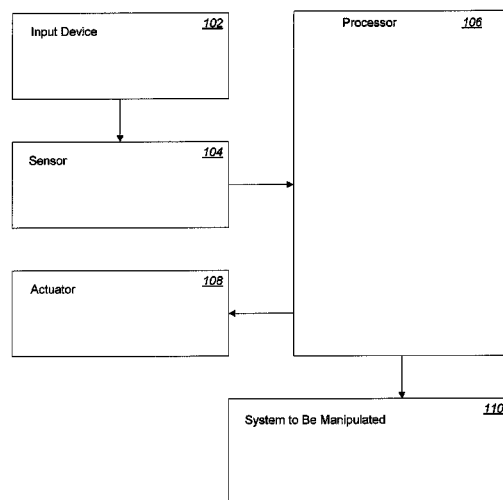 Input Device 102
Processor 106
Sensor 104
Actuator 108
System to Be Manipulated 110